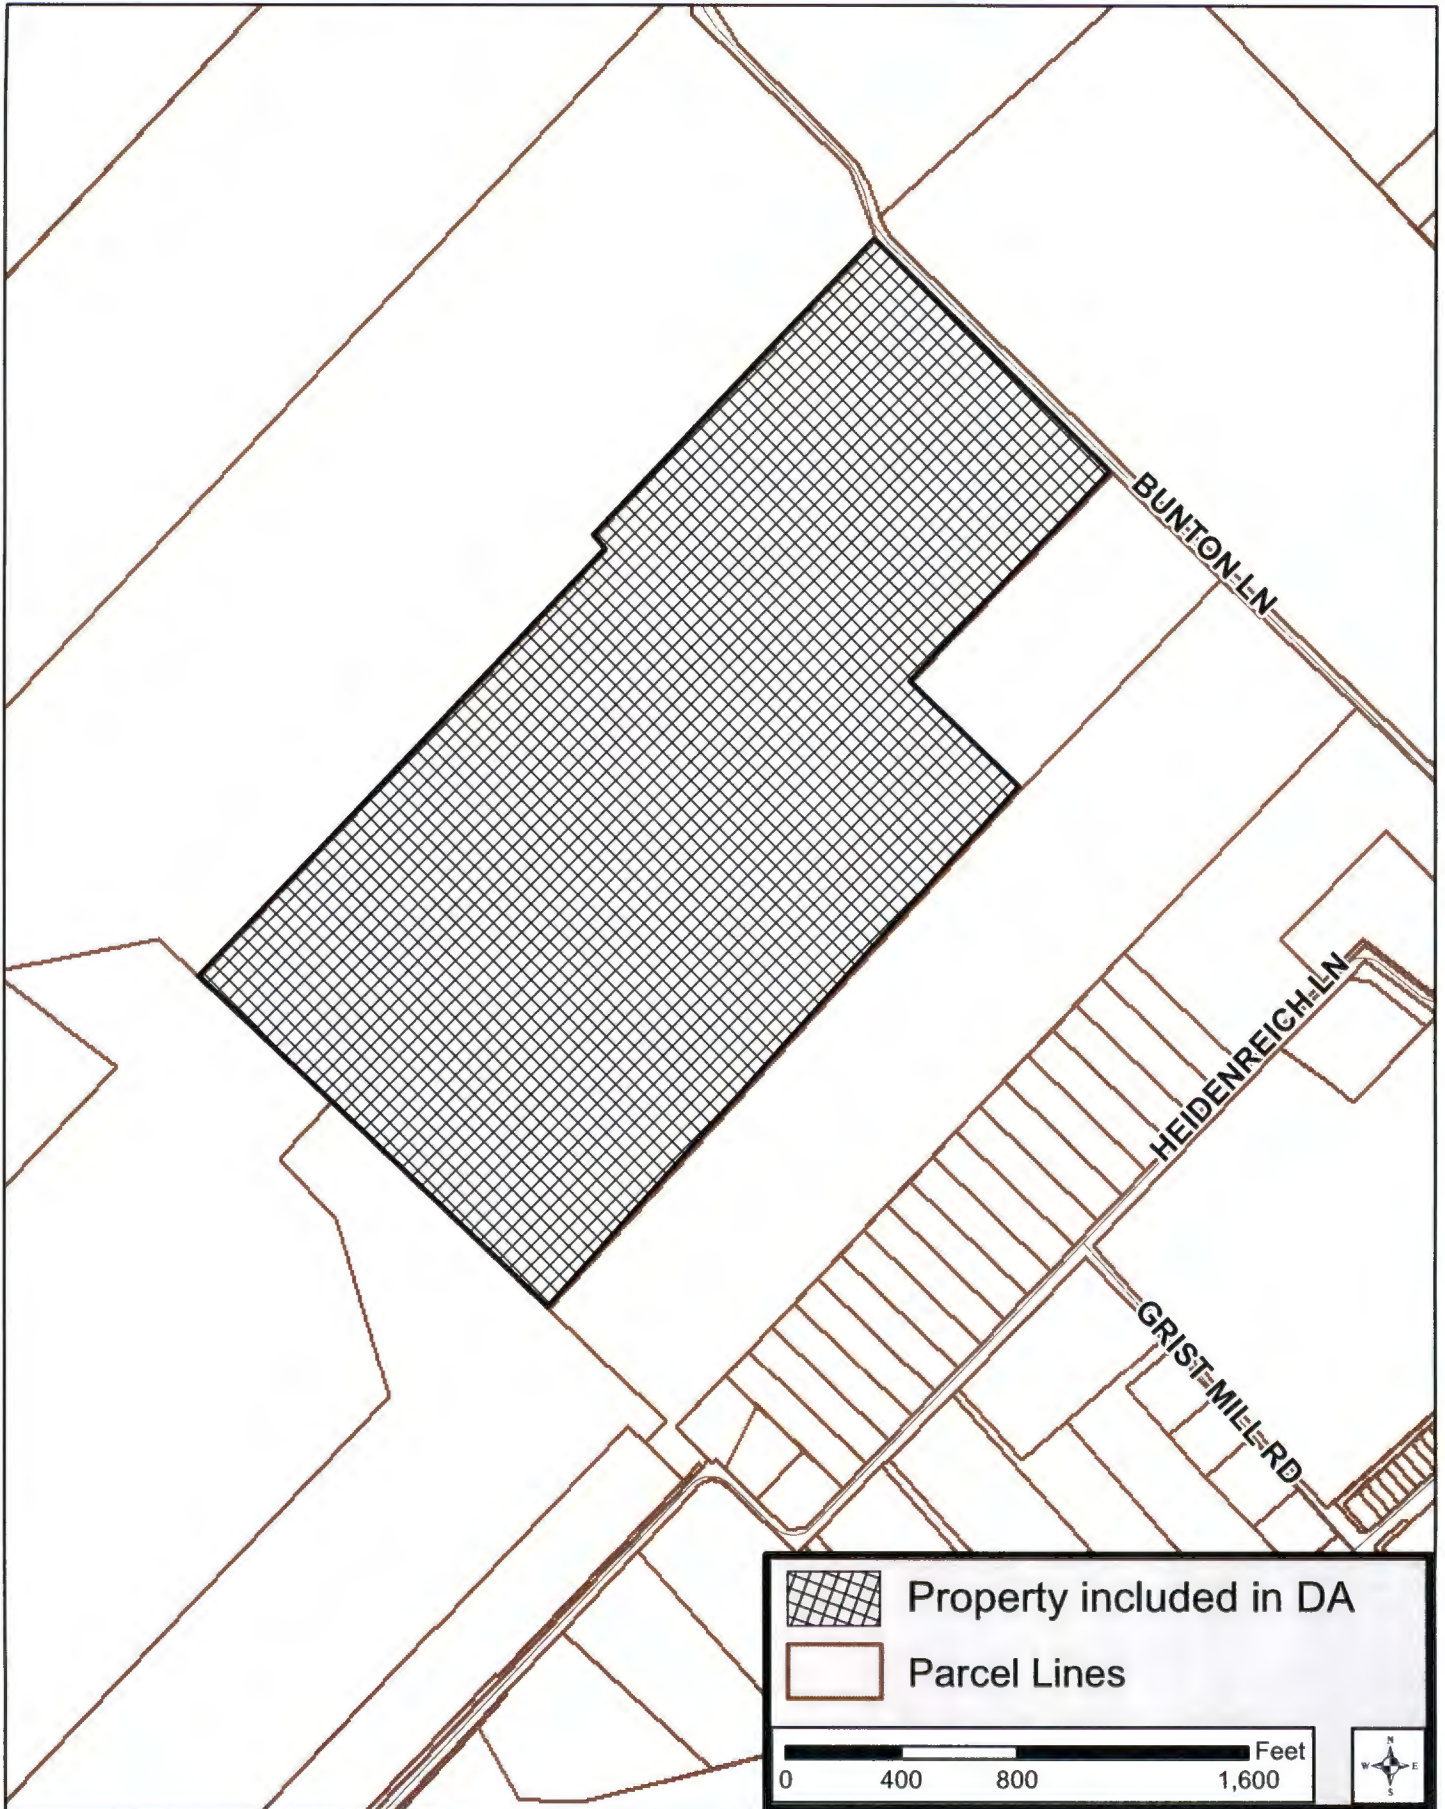 BUNTON LN
HEIDENREICH LN
GRIST MILL RD
Property included in DA
Parcel Lines
Feet
0 400 800 1,600
N
W E
S